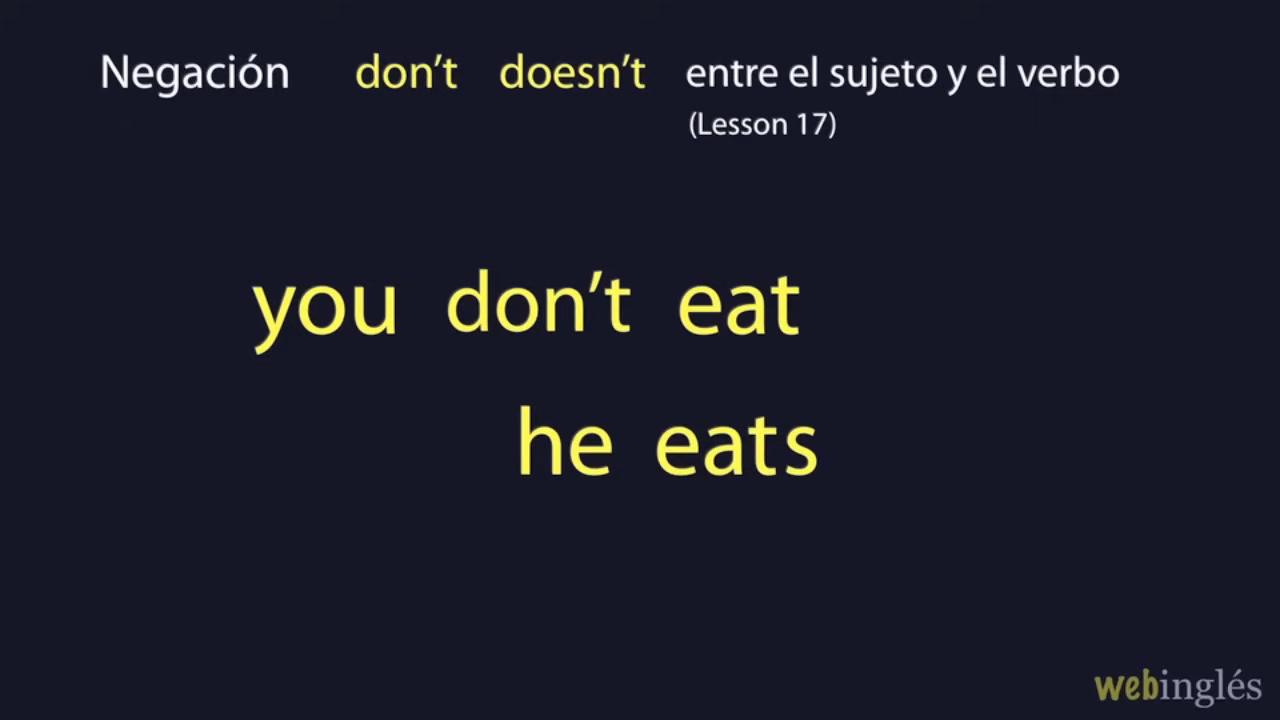 Negación don't doesn't entre el sujeto y el verbo
(Lesson 17)
you don't eat
he eats
webinglés